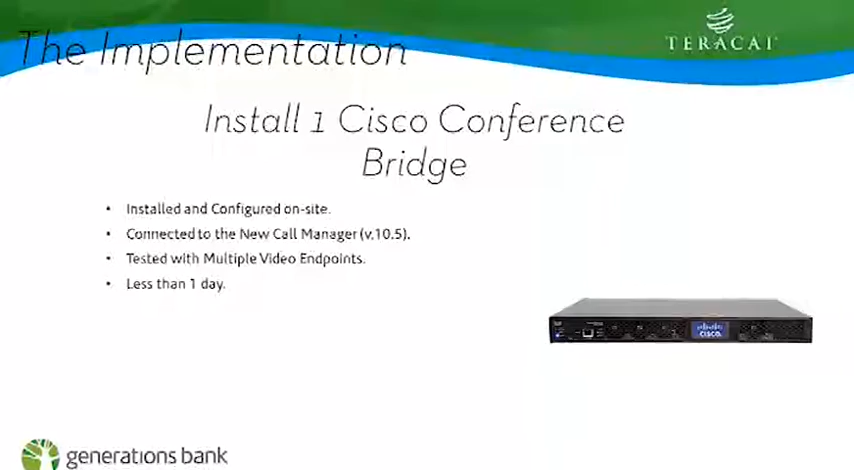 The Implementation
TERACAI
Install 1 Cisco Conference
Bridge
• Installed and Configured on-site.
• Connected to the New Call Manager (v.10.5).
• Tested with Multiple Video Endpoints.
• Less than 1 day.
CISCO
generations bank